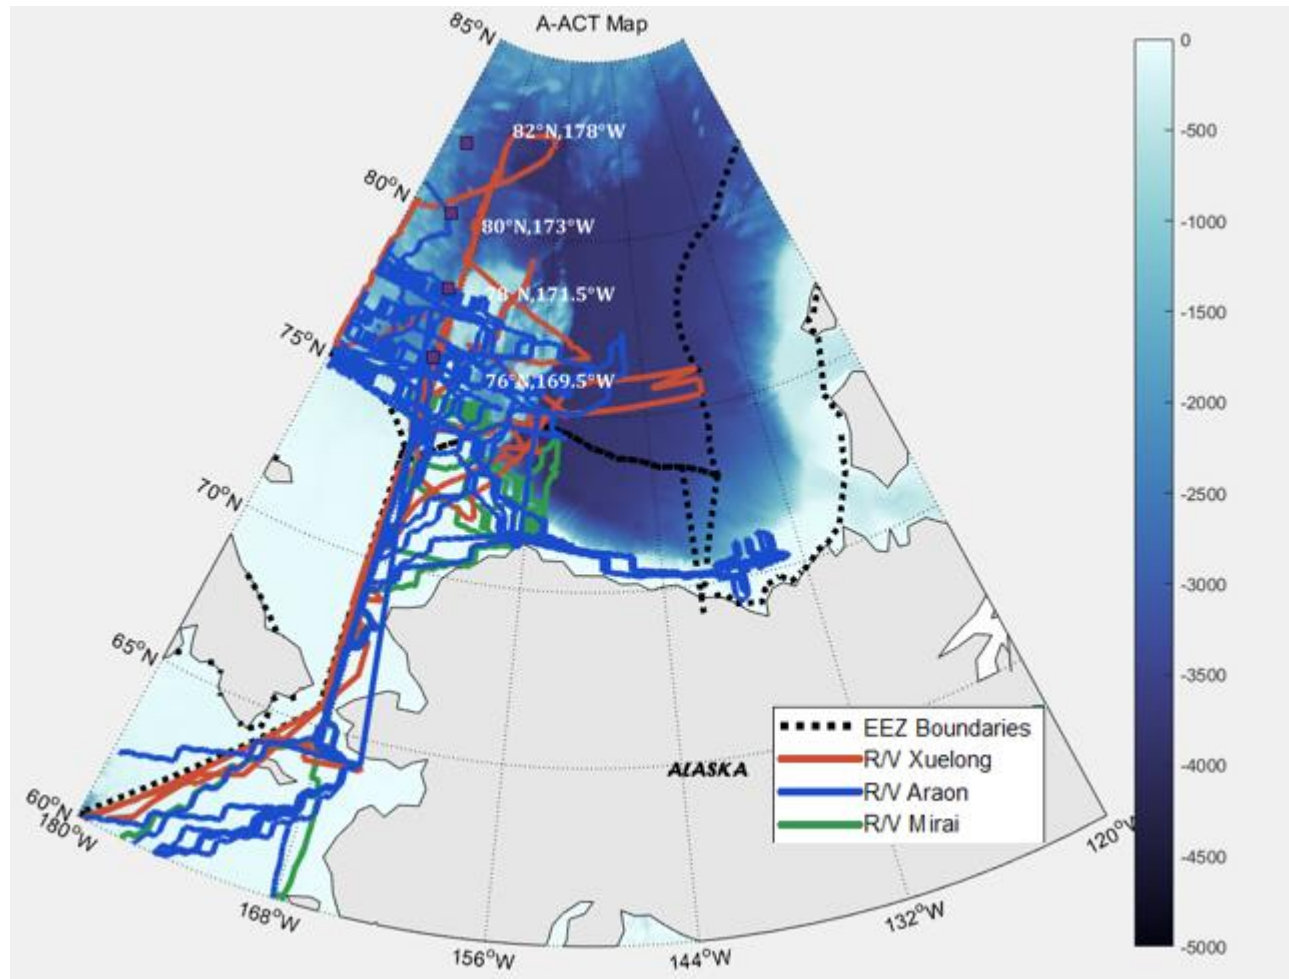 A-ACT Map
85°N
80°N
75°N
70°N
65°N
60°N
180°W
168°W
156°W
144°W
132°W
120°W
82°N,178°W
80°N,173°W
78°N,171.5°W
76°N,169.5°W
ALASKA
EEZ Boundaries
R/V Xuelong
R/V Araon
R/V Mirai
0
-500
-1000
-1500
-2000
-2500
-3000
-3500
-4000
-4500
-5000